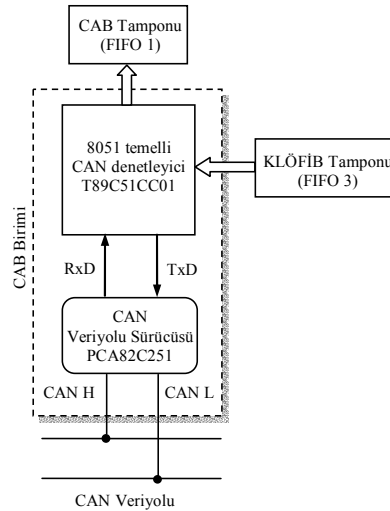 CAB Tamponu
(FIFO 1)
8051 temelli
CAN denetleyici
T89C51CC01
KLÖFİB Tamponu
(FIFO 3)
CAB Birimi
RxD
TxD
CAN
Veriyolu Sürücüsü
PCA82C251
CAN H
CAN L
CAN Veriyolu